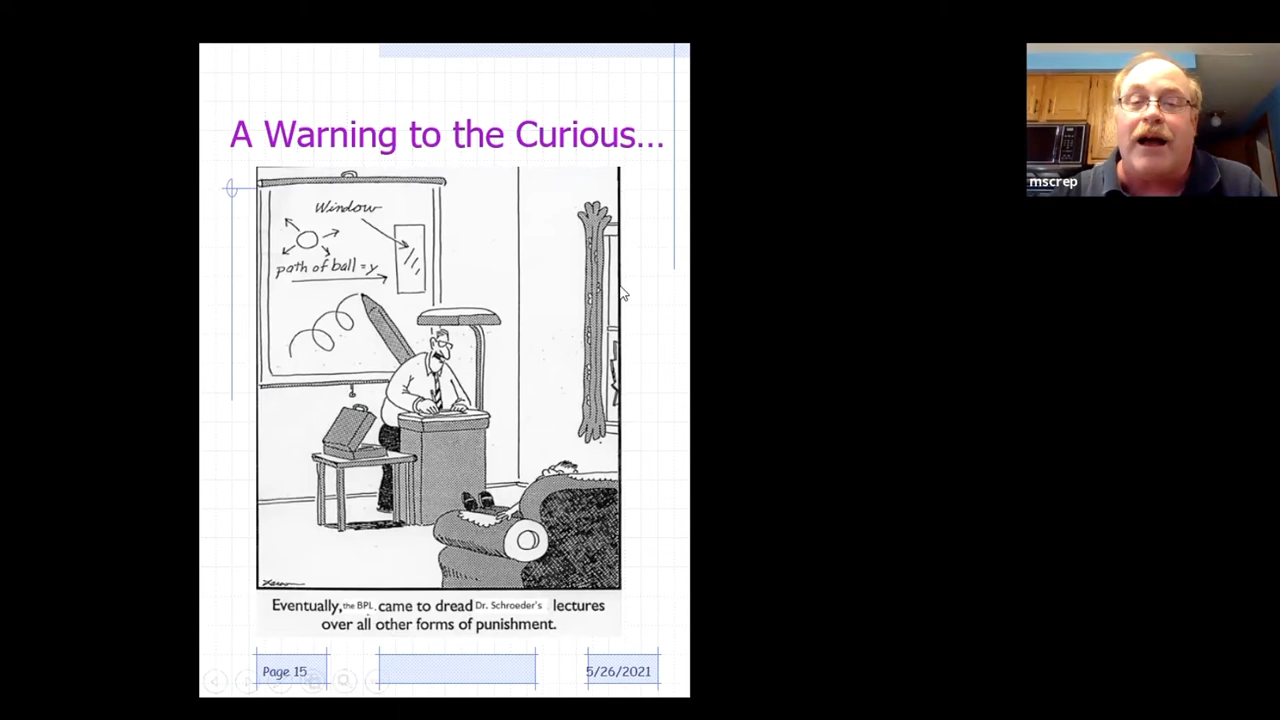 A Warning to the Curious...
Window
path of ball = y
Larson
Eventually, the BPL. came to dread Dr. Schroeder's lectures
over all other forms of punishment.
Page 15
5/26/2021
mscrep